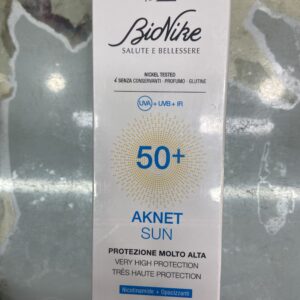 BioNike
SALUTE E BELLESSERE
NICKEL TESTED
SENZA CONSERVANTI - PROFUMO - GLUTINE
UVA + UVB + IR
50+
AKNET
SUN
PROTEZIONE MOLTO ALTA
VERY HIGH PROTECTION
TRÈS HAUTE PROTECTION
Nicotinamide + Opacizzanti